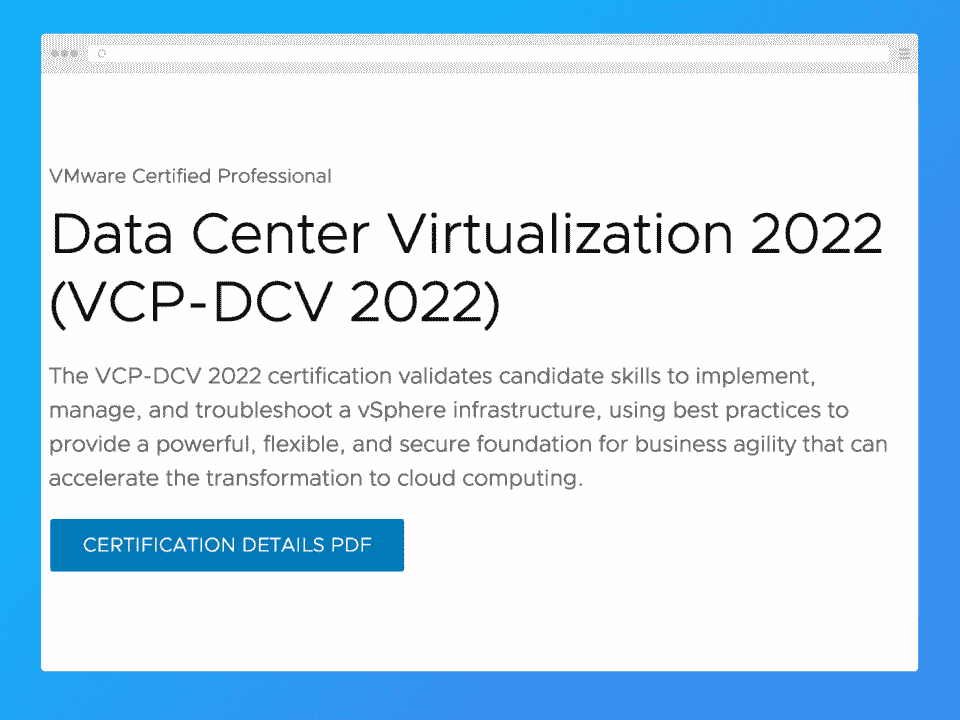 VMware Certified Professional
Data Center Virtualization 2022
(VCP-DCV 2022)
The VCP-DCV 2022 certification validates candidate skills to implement,
manage, and troubleshoot a vSphere infrastructure, using best practices to
provide a powerful, flexible, and secure foundation for business agility that can
accelerate the transformation to cloud computing.
CERTIFICATION DETAILS PDF